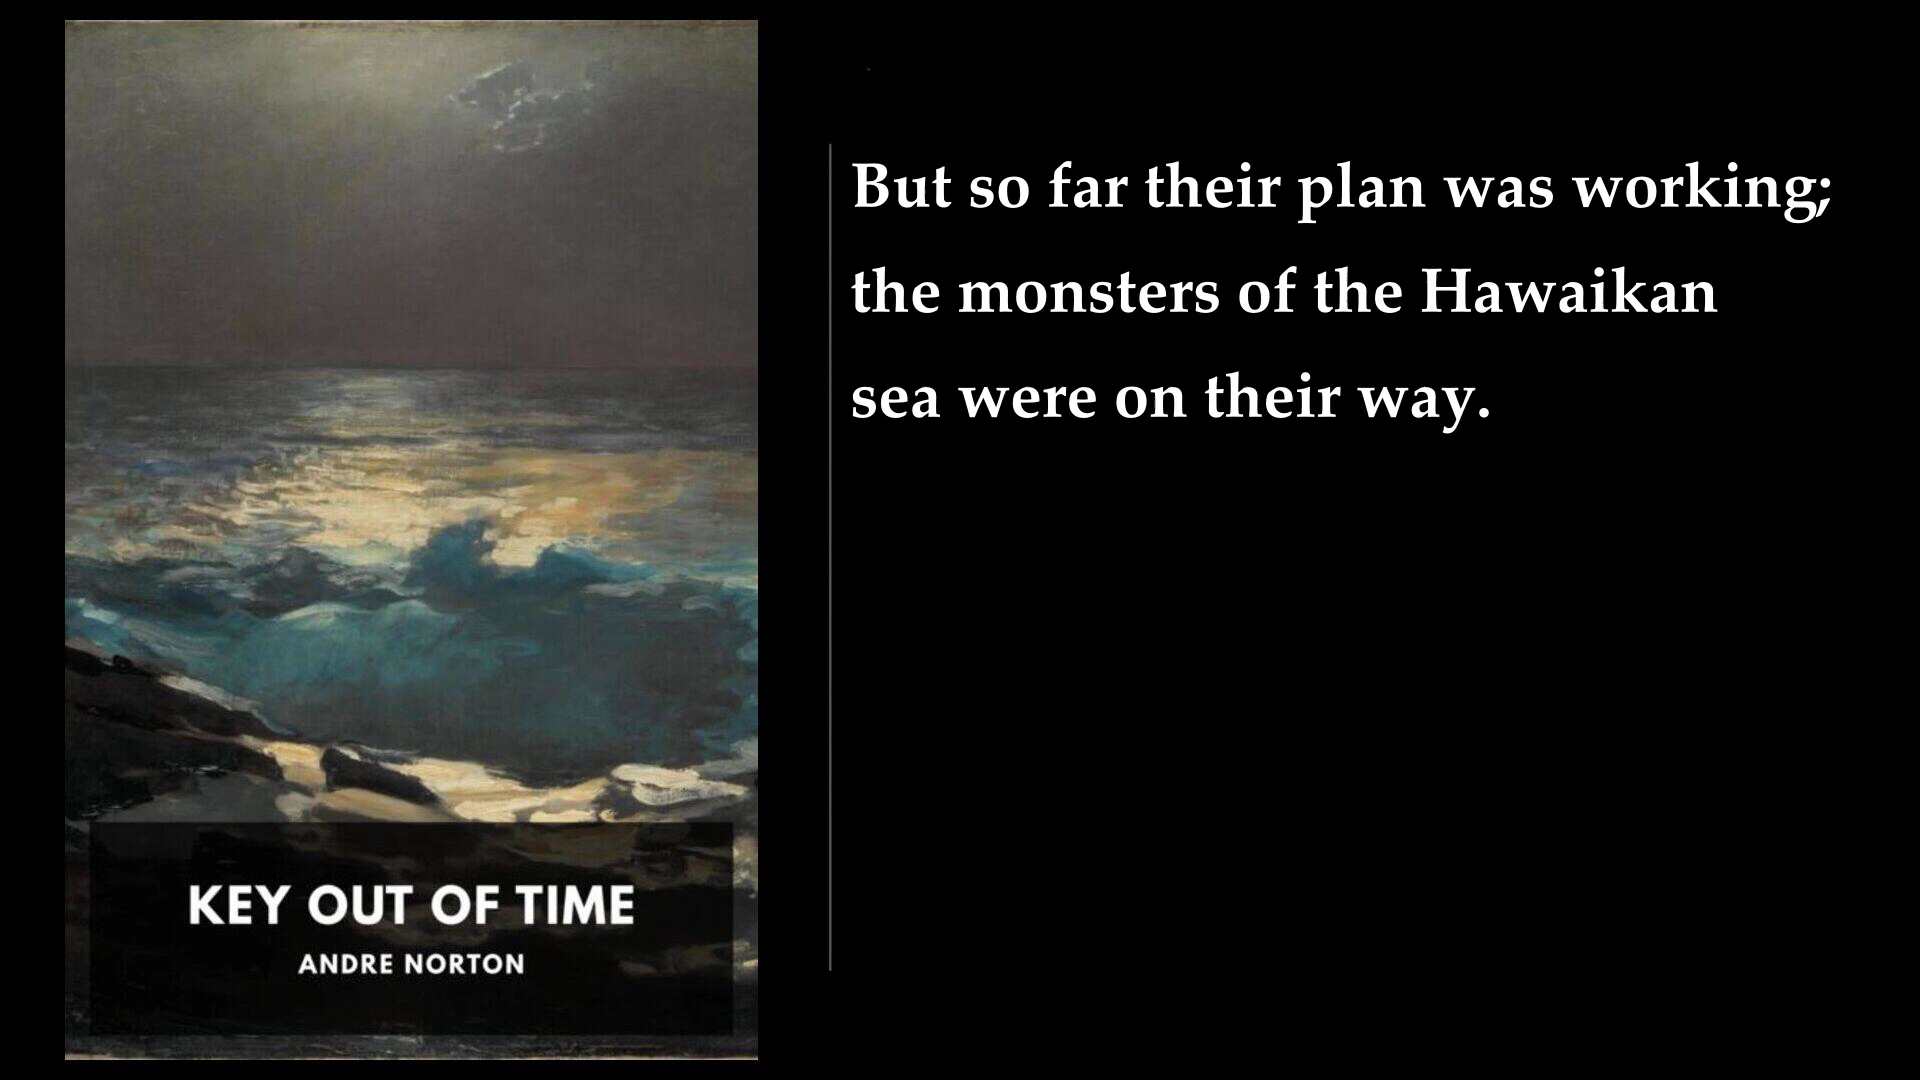 KEY OUT OF TIME
ANDRE NORTON
But so far their plan was working;
the monsters of the Hawaikan
sea were on their way.